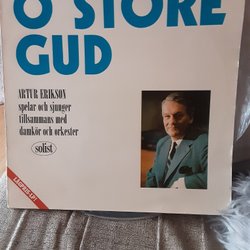 O STORE
GUD
ARTUR ERIKSON
spelar och sjunger
tillsammans med
damkör och orkester
solist